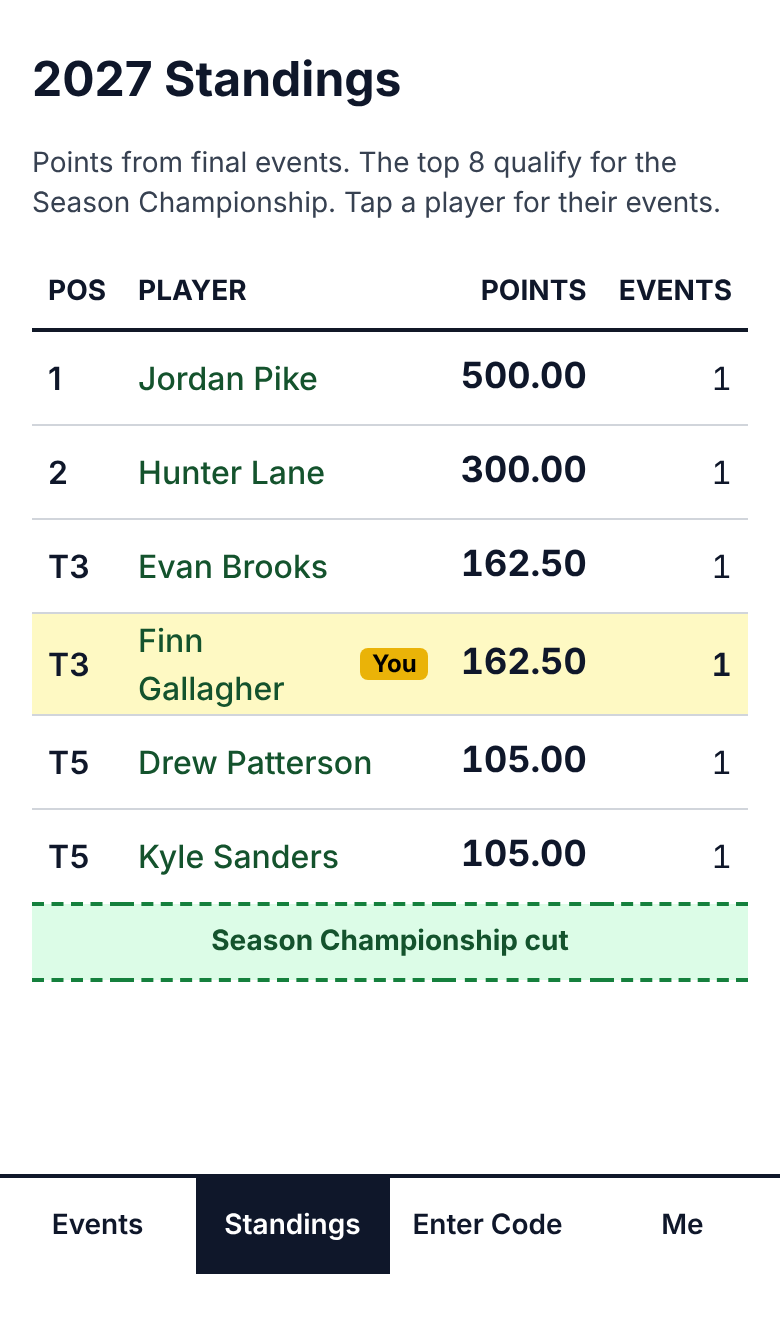 2027 Standings
Points from final events. The top 8 qualify for the
Season Championship. Tap a player for their events.
POS PLAYER POINTS EVENTS
1 Jordan Pike 500.00 1
2 Hunter Lane 300.00 1
T3 Evan Brooks 162.50 1
T3 Finn Gallagher You 162.50 1
T5 Drew Patterson 105.00 1
T5 Kyle Sanders 105.00 1
Season Championship cut
Events Standings Enter Code Me